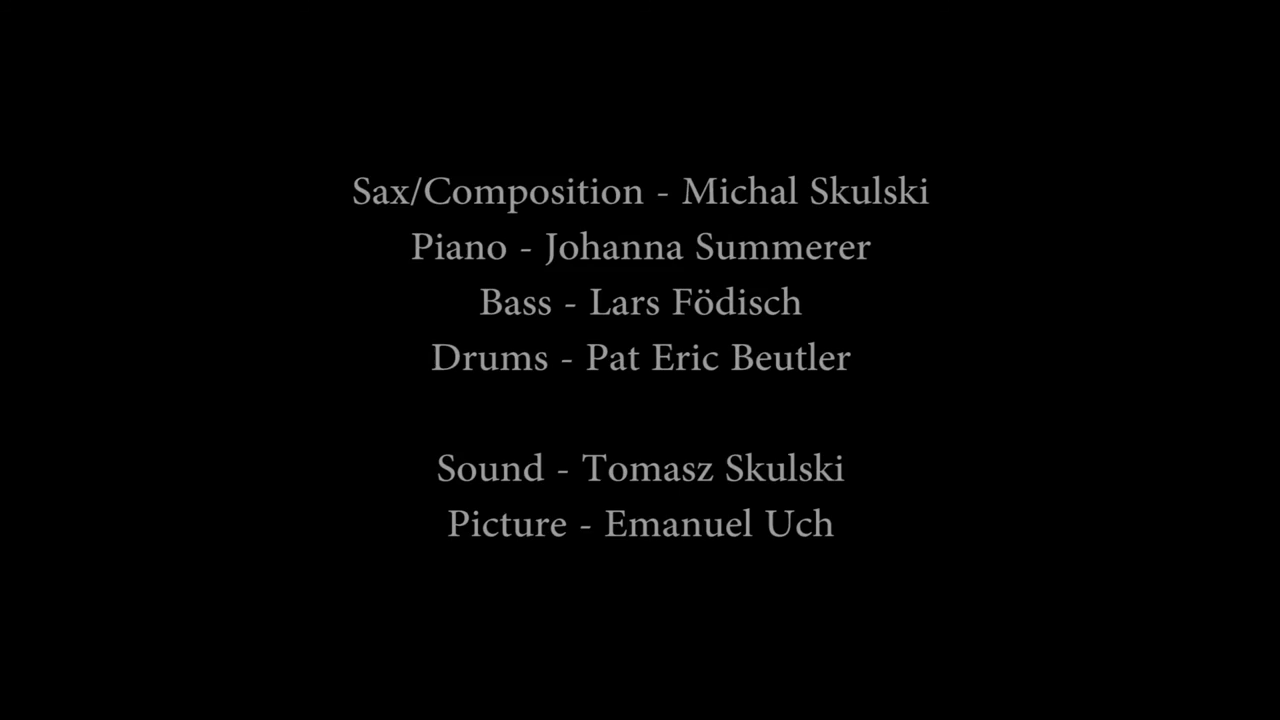 Sax/Composition - Michal Skulski
Piano - Johanna Summerer
Bass - Lars Födisch
Drums - Pat Eric Beutler
Sound - Tomasz Skulski
Picture - Emanuel Uch